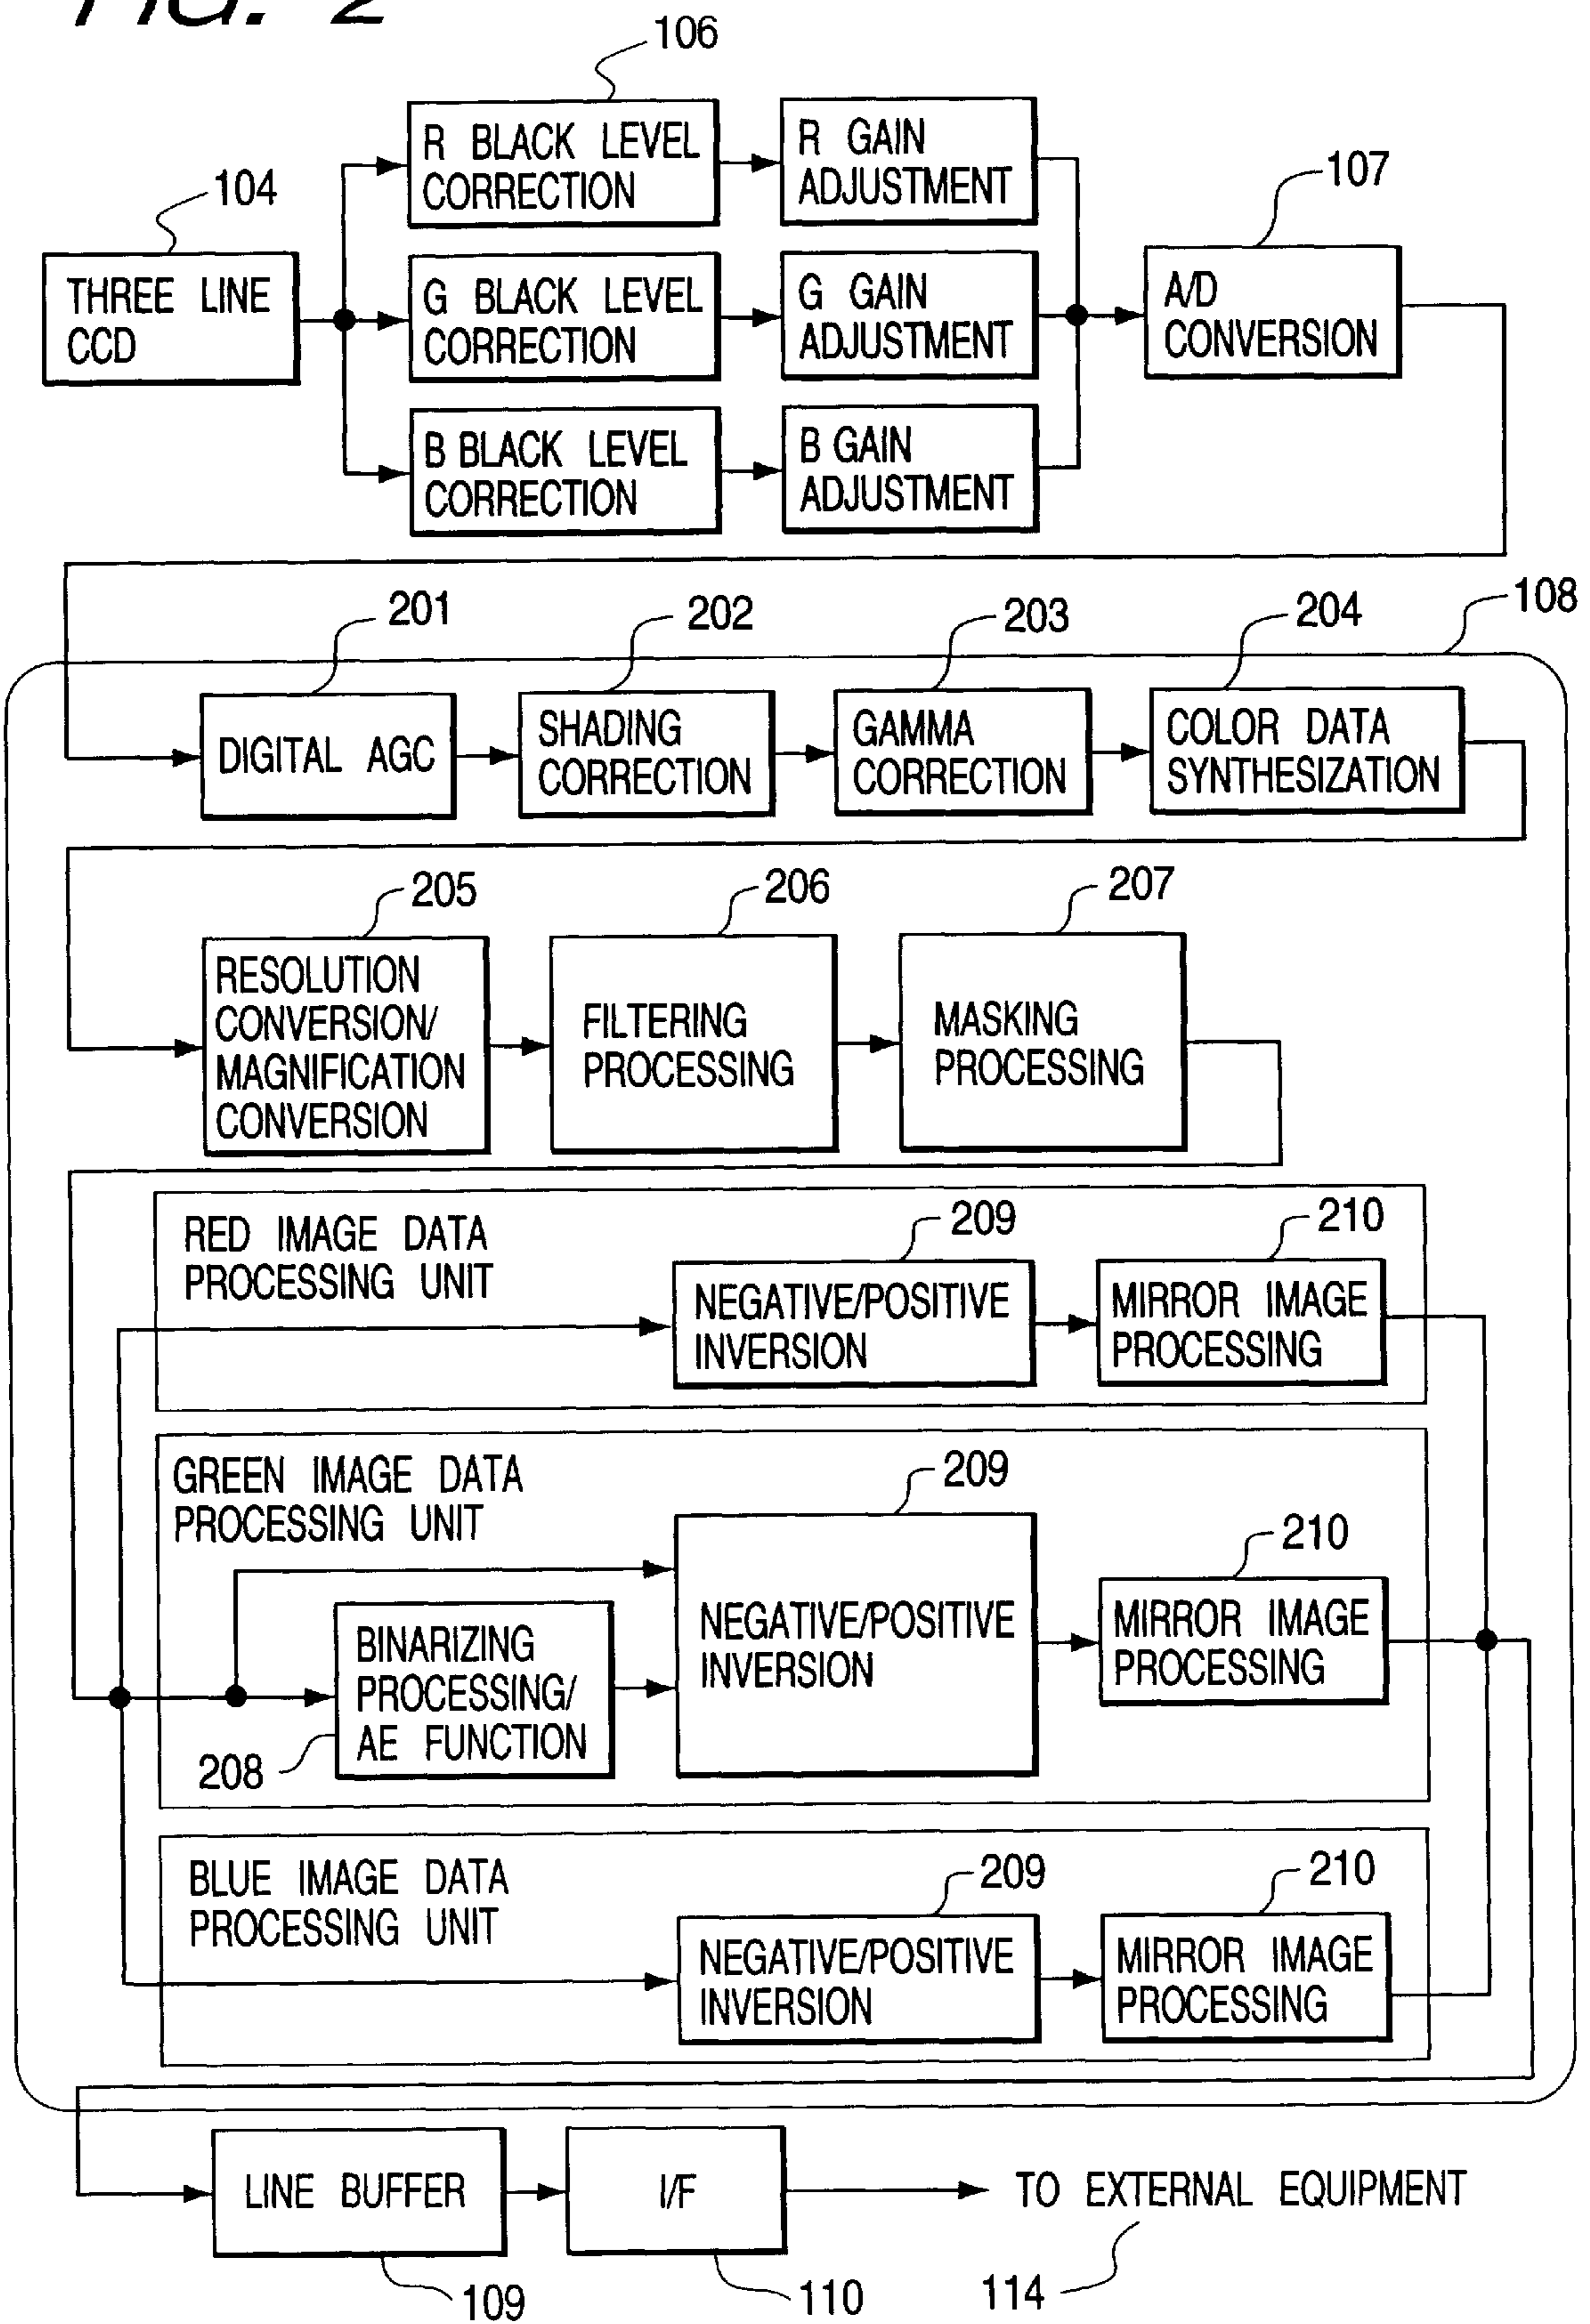 FIG. 2
106
R BLACK LEVEL
CORRECTION
R GAIN
ADJUSTMENT
104
107
THREE LINE
CCD
G BLACK LEVEL
CORRECTION
G GAIN
ADJUSTMENT
A/D
CONVERSION
B BLACK LEVEL
CORRECTION
B GAIN
ADJUSTMENT
108
201
202
203
204
DIGITAL AGC
SHADING
CORRECTION
GAMMA
CORRECTION
COLOR DATA
SYNTHESIZATION
205
206
207
RESOLUTION
CONVERSION/
MAGNIFICATION
CONVERSION
FILTERING
PROCESSING
MASKING
PROCESSING
RED IMAGE DATA
PROCESSING UNIT
209
210
NEGATIVE/POSITIVE
INVERSION
MIRROR IMAGE
PROCESSING
GREEN IMAGE DATA
PROCESSING UNIT
209
210
BINARIZING
PROCESSING/
AE FUNCTION
208
NEGATIVE/POSITIVE
INVERSION
MIRROR IMAGE
PROCESSING
BLUE IMAGE DATA
PROCESSING UNIT
209
210
NEGATIVE/POSITIVE
INVERSION
MIRROR IMAGE
PROCESSING
LINE BUFFER
I/F
TO EXTERNAL EQUIPMENT
109
110
114